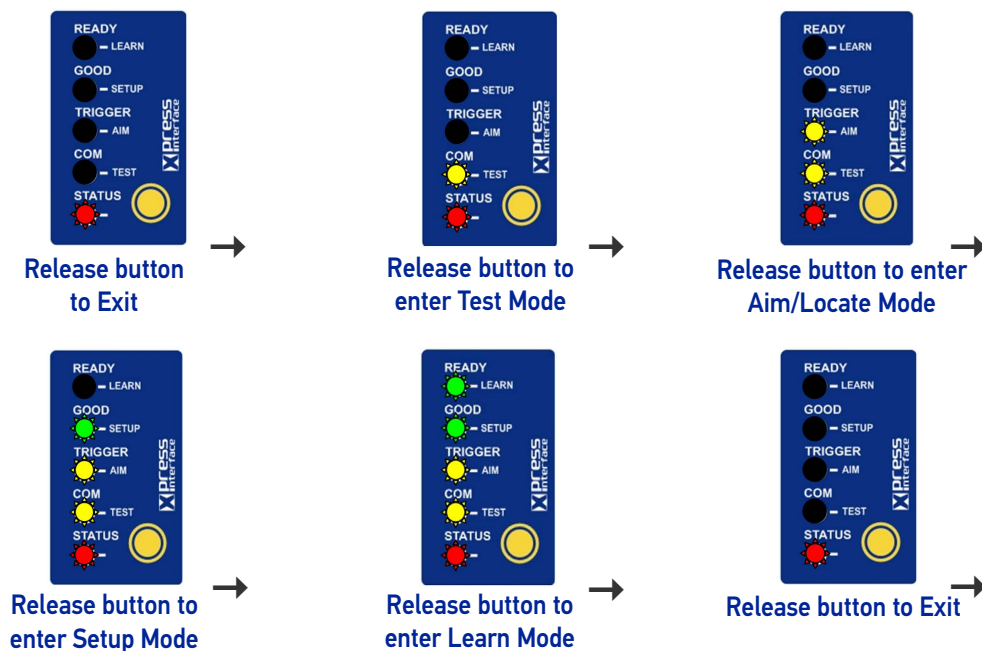 READY
– LEARN
GOOD
– SETUP
TRIGGER
– AIM
COM
– TEST
STATUS
–
Xpress
interface
Release button
to Exit
READY
– LEARN
GOOD
– SETUP
TRIGGER
– AIM
COM
– TEST
STATUS
–
Xpress
interface
Release button to
enter Test Mode
READY
– LEARN
GOOD
– SETUP
TRIGGER
– AIM
COM
– TEST
STATUS
–
Xpress
interface
Release button to enter
Aim/Locate Mode
READY
– LEARN
GOOD
– SETUP
TRIGGER
– AIM
COM
– TEST
STATUS
–
Xpress
interface
Release button to
enter Setup Mode
READY
– LEARN
GOOD
– SETUP
TRIGGER
– AIM
COM
– TEST
STATUS
–
Xpress
interface
Release button to
enter Learn Mode
READY
– LEARN
GOOD
– SETUP
TRIGGER
– AIM
COM
– TEST
STATUS
–
Xpress
interface
Release button to Exit